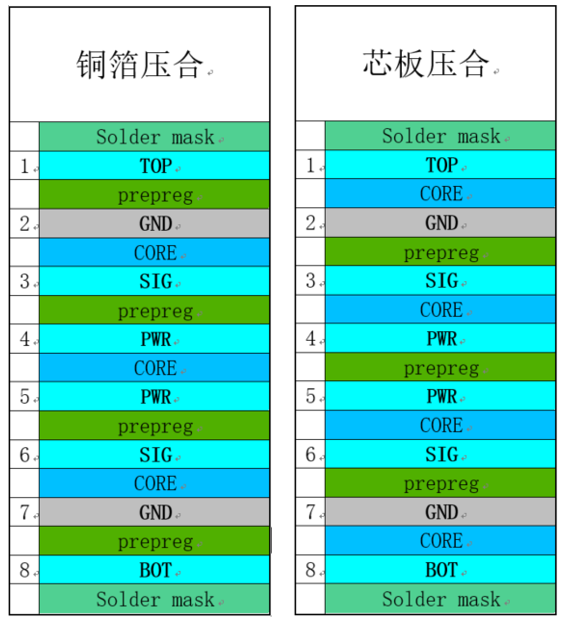 铜箔压合
Solder mask
1 TOP
prepreg
2 GND
CORE
3 SIG
prepreg
4 PWR
CORE
5 PWR
prepreg
6 SIG
CORE
7 GND
prepreg
8 BOT
Solder mask
芯板压合
Solder mask
1 TOP
CORE
2 GND
prepreg
3 SIG
CORE
4 PWR
prepreg
5 PWR
CORE
6 SIG
prepreg
7 GND
CORE
8 BOT
Solder mask